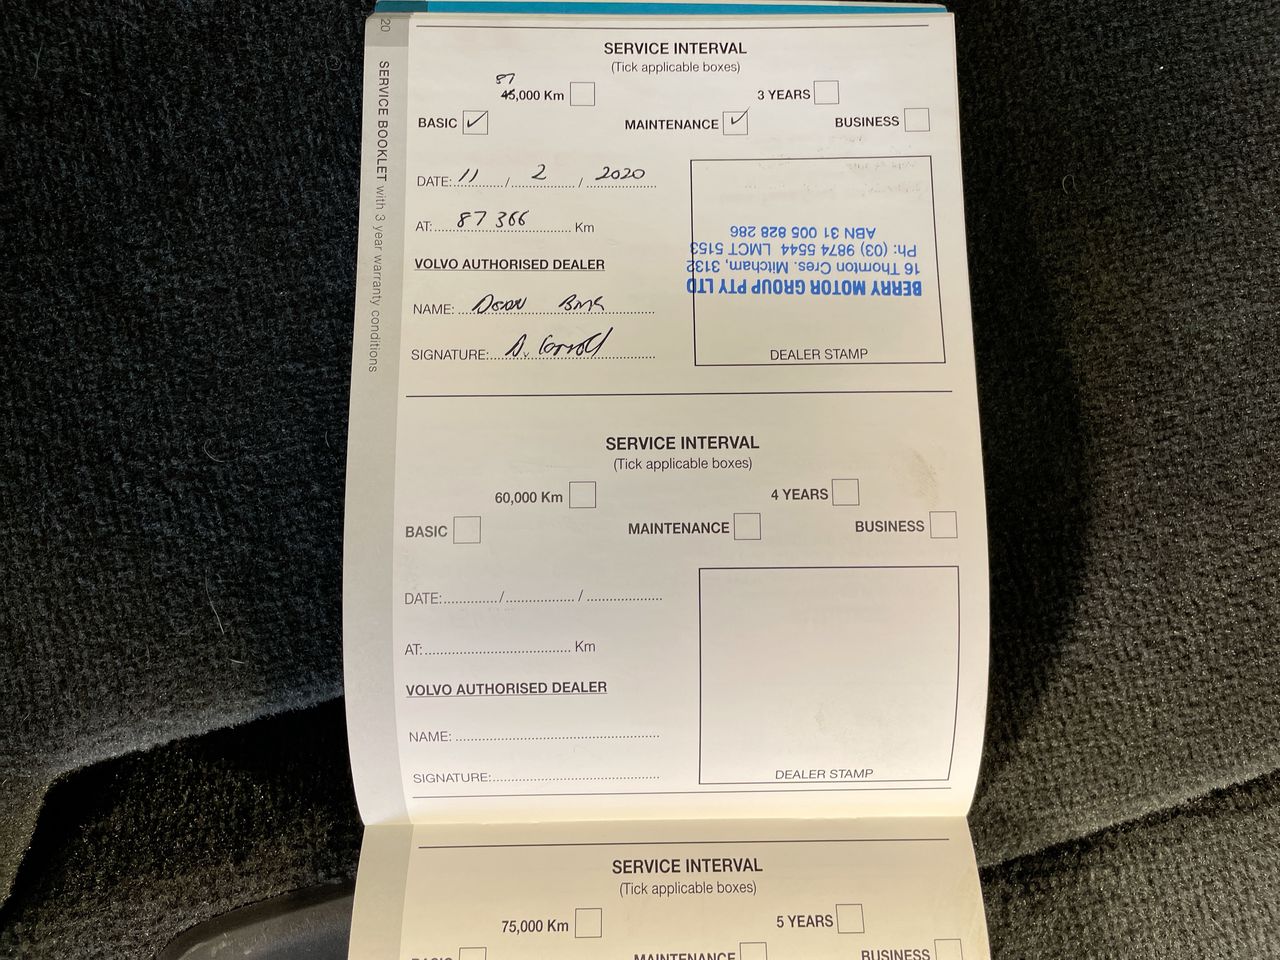 20
SERVICE BOOKLET with 3 year warranty conditions
SERVICE INTERVAL
(Tick applicable boxes)
87
45,000 Km
3 YEARS
BASIC ✓
MAINTENANCE ✓
BUSINESS
DATE: 11 / 2 / 2020
AT: 87 366 Km
VOLVO AUTHORISED DEALER
NAME:
SIGNATURE:
BERRY MOTOR GROUP PTY LTD
16 Thornton Cres. Mitcham, 3132
Ph: (03) 9874 5544 LMCT 5153
ABN 31 005 828 286
DEALER STAMP
SERVICE INTERVAL
(Tick applicable boxes)
60,000 Km
4 YEARS
BASIC
MAINTENANCE
BUSINESS
DATE: / /
AT: Km
VOLVO AUTHORISED DEALER
NAME:
SIGNATURE:
DEALER STAMP
SERVICE INTERVAL
(Tick applicable boxes)
75,000 Km
5 YEARS
BASIC
MAINTENANCE
BUSINESS